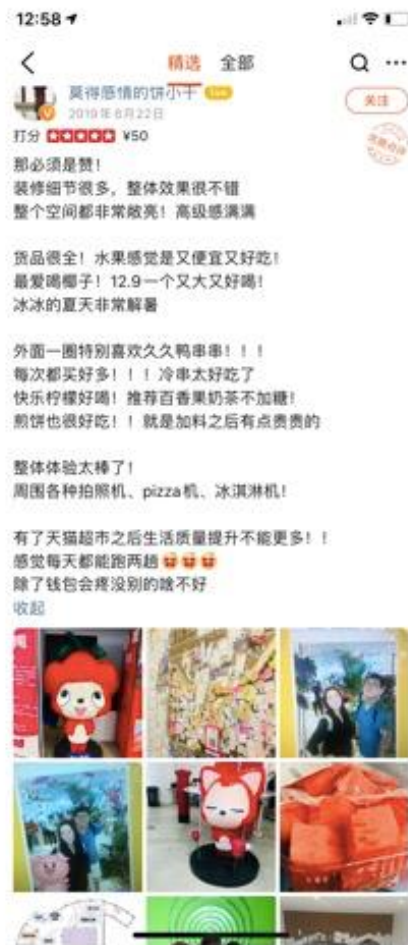 12:58
精选 全部
莫得感情的饼小干
2019年6月22日
关注
打分 ¥50
那必须是赞！
装修细节很多，整体效果很不错
整个空间都非常敞亮！高级感满满
货品很全！水果感觉是又便宜又好吃！
最爱喝椰子！12.9一个又大又好喝！
冰冰的夏天非常解暑
外面一圈特别喜欢久久鸭串串！！！
每次都买好多！！！冷串太好吃了
快乐柠檬好喝！推荐百香果奶茶不加糖！
煎饼也很好吃！！就是加料之后有点贵贵的
整体体验太棒了！
周围各种拍照机、pizza机、冰淇淋机！
有了天猫超市之后生活质量提升不能更多！！
感觉每天都能跑两趟
除了钱包会疼没别的啥不好
收起